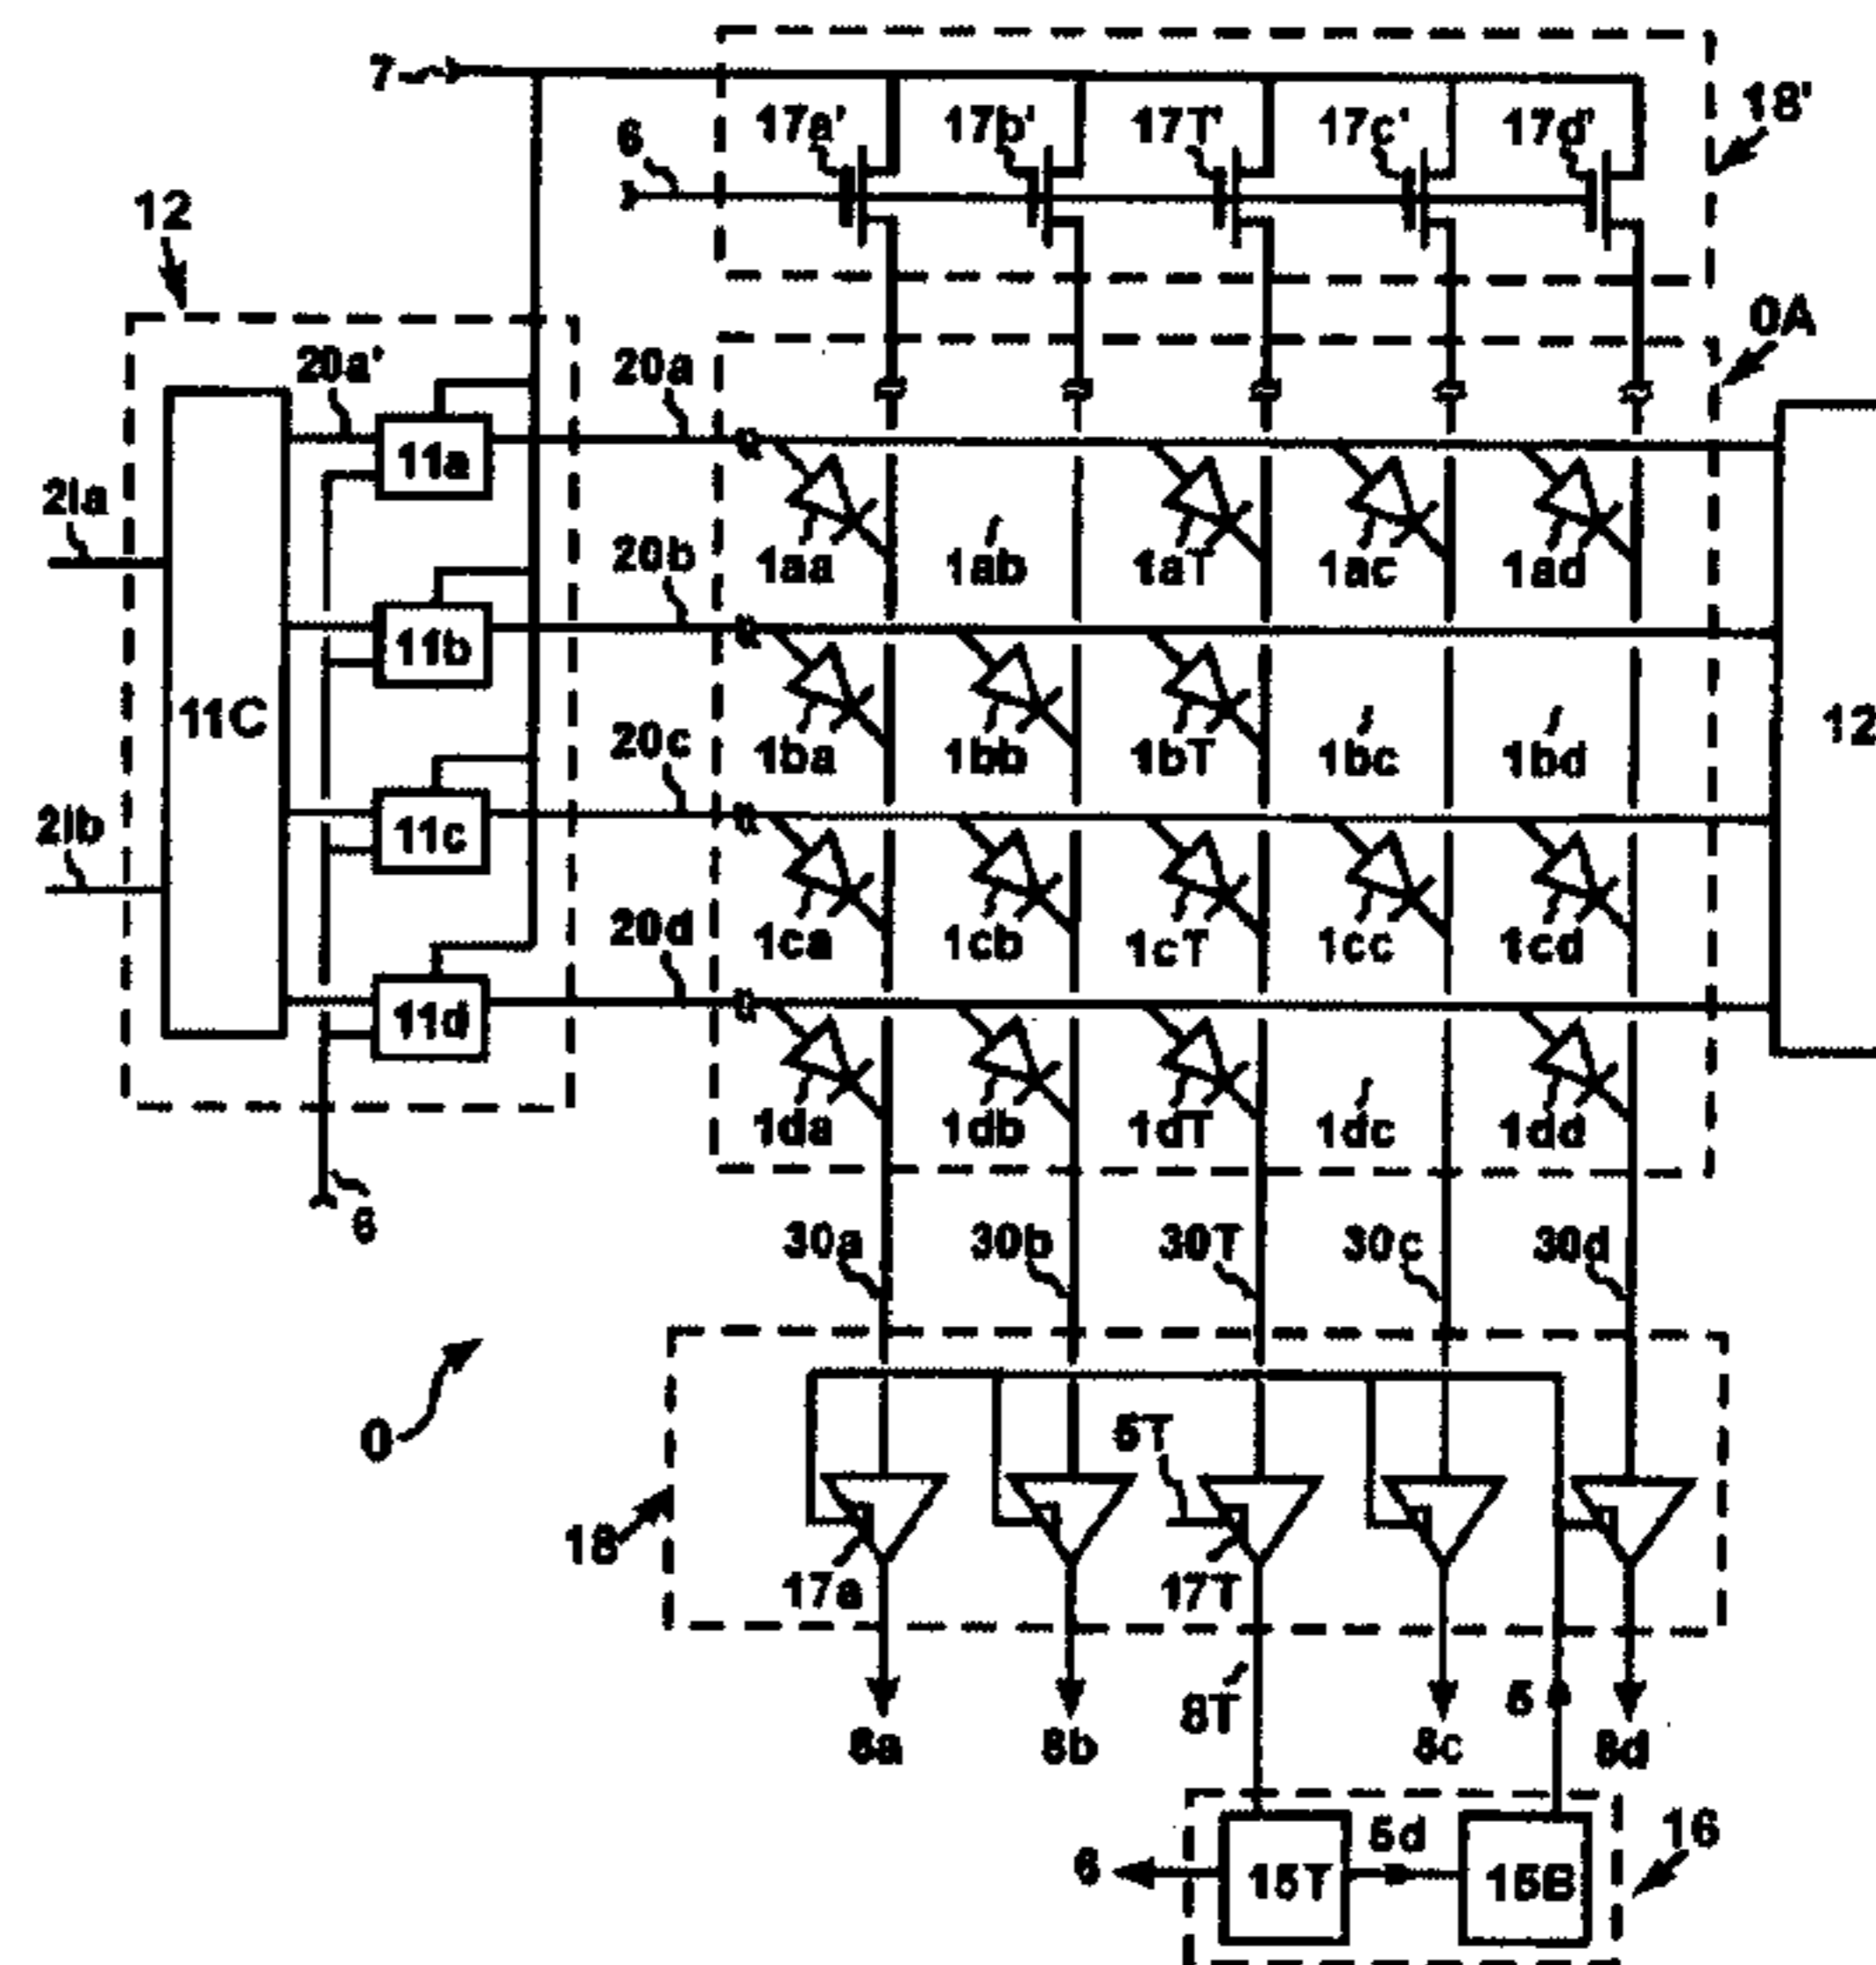 7
17a' 17b' 17T' 17c' 17d'
18'
6
12
0A
20a' 20a
11a
2Ia
1aa 1ab 1aT 1ac 1ad
20b
11b
11C
12
1ba 1bb 1bT 1bc 1bd
20c
2Ib
11c
1ca 1cb 1cT 1cc 1cd
20d
11d
1da 1db 1dT 1dc 1dd
6
30a 30b 30T 30c 30d
0
5T
18
17a 17T
8T
5
8a 8b 8c 8d
5d
16
6
15T 15B